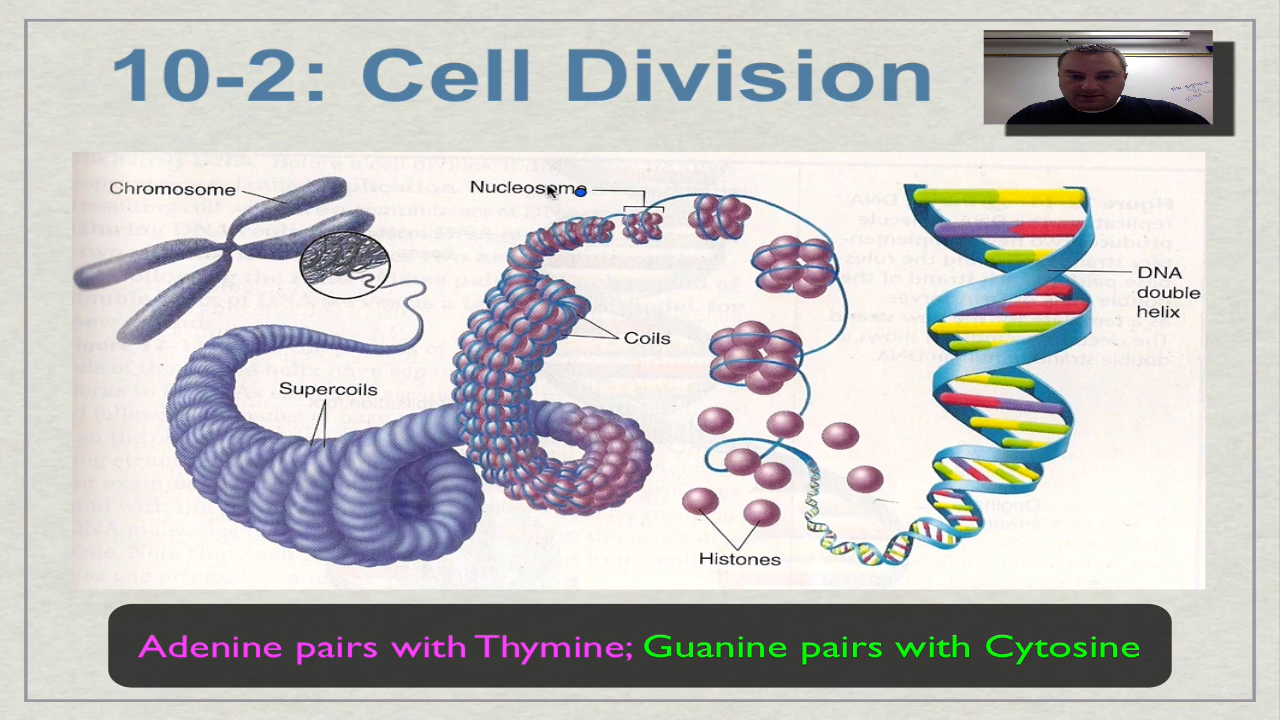 10-2: Cell Division
Chromosome
Nucleosome
DNA
double
helix
Coils
Supercoils
Histones
Adenine pairs with Thymine; Guanine pairs with Cytosine